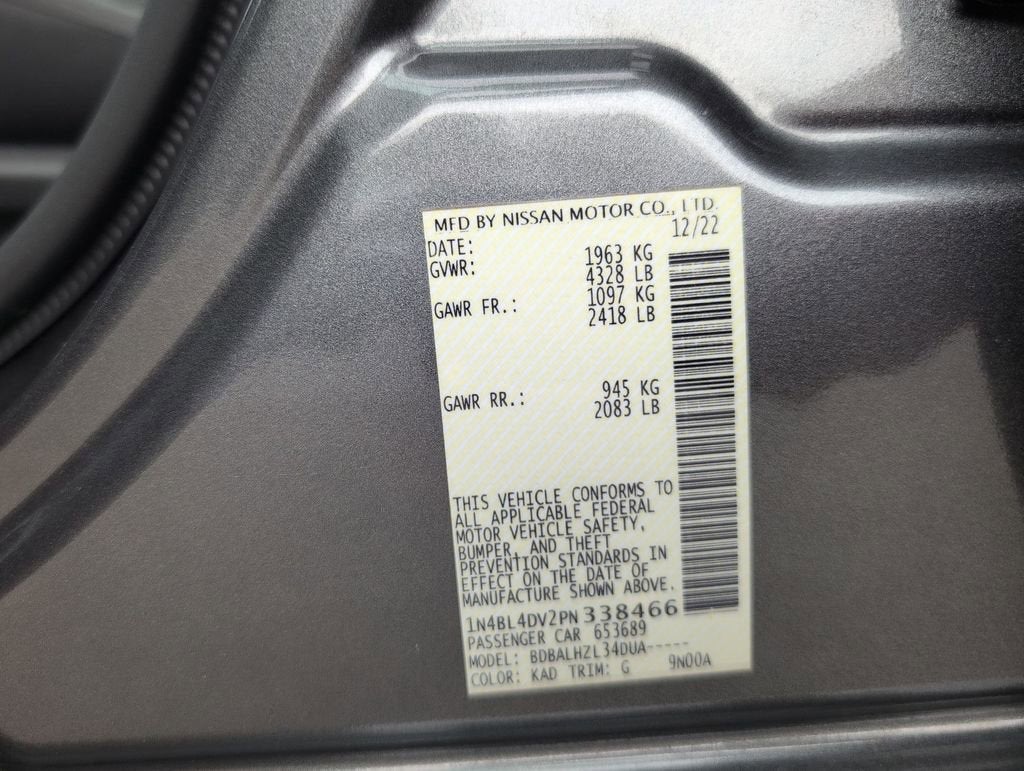 MFD BY NISSAN MOTOR CO., LTD.
DATE: 12/22
GVWR: 1963 KG
4328 LB
GAWR FR.: 1097 KG
2418 LB
GAWR RR.: 945 KG
2083 LB
THIS VEHICLE CONFORMS TO
ALL APPLICABLE FEDERAL
MOTOR VEHICLE SAFETY,
BUMPER, AND THEFT
PREVENTION STANDARDS IN
EFFECT ON THE DATE OF
MANUFACTURE SHOWN ABOVE.
1N4BL4DV2PN338466
PASSENGER CAR 653689
MODEL: BDBALHZL34DUA-----
COLOR: KAD TRIM: G 9N00A